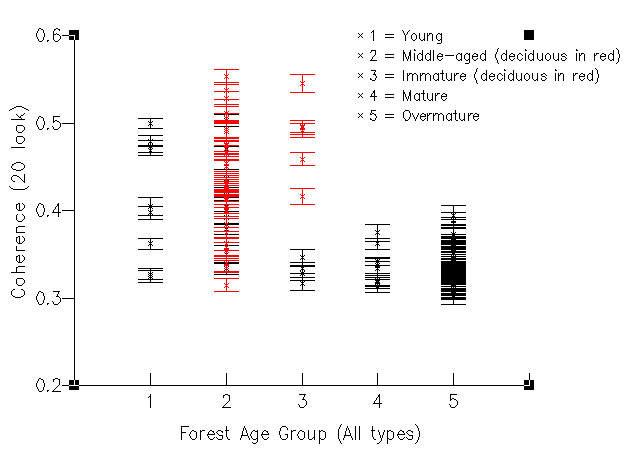 0.6
× 1 = Young
× 2 = Middle-aged (deciduous in red)
× 3 = Immature (deciduous in red)
× 4 = Mature
× 5 = Overmature
0.5
0.4
0.3
0.2
Coherence (20 look)
1 2 3 4 5
Forest Age Group (All types)